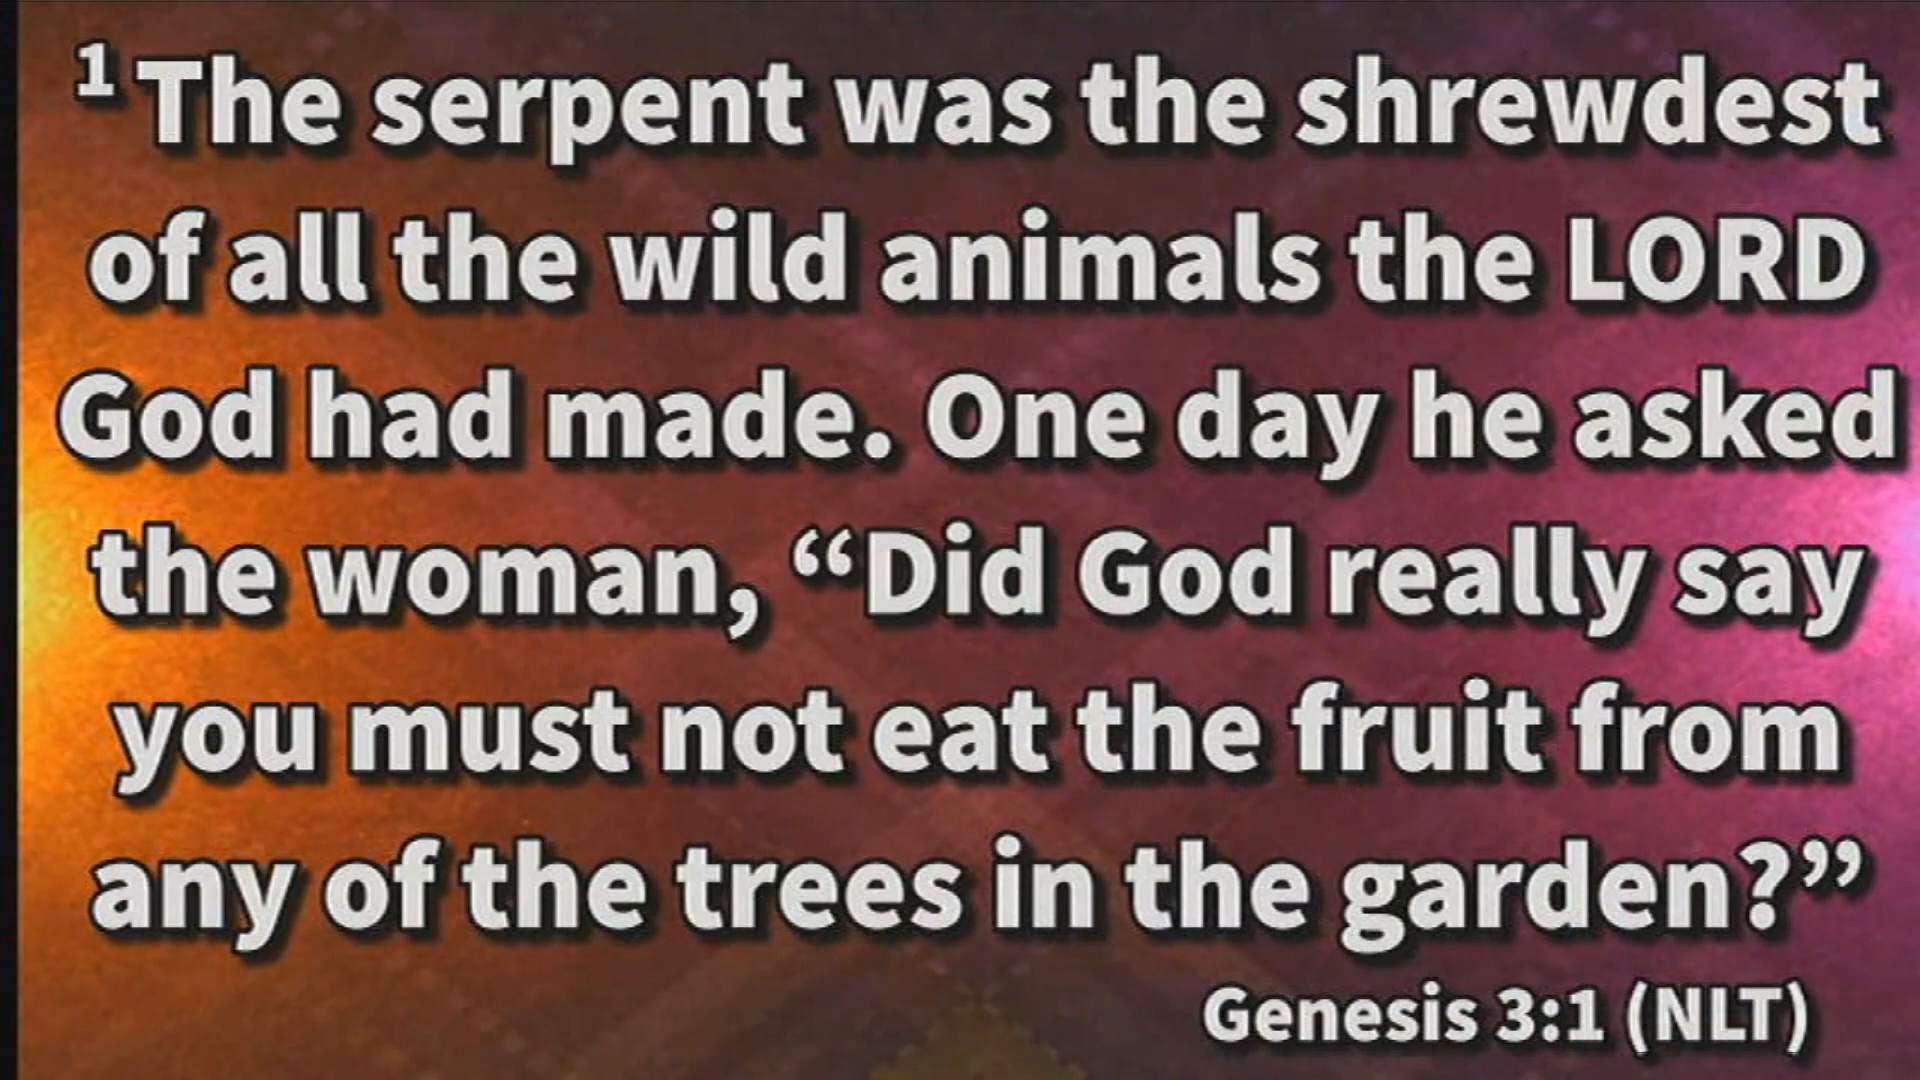 1 The serpent was the shrewdest
of all the wild animals the LORD
God had made. One day he asked
the woman, “Did God really say
you must not eat the fruit from
any of the trees in the garden?”
Genesis 3:1 (NLT)